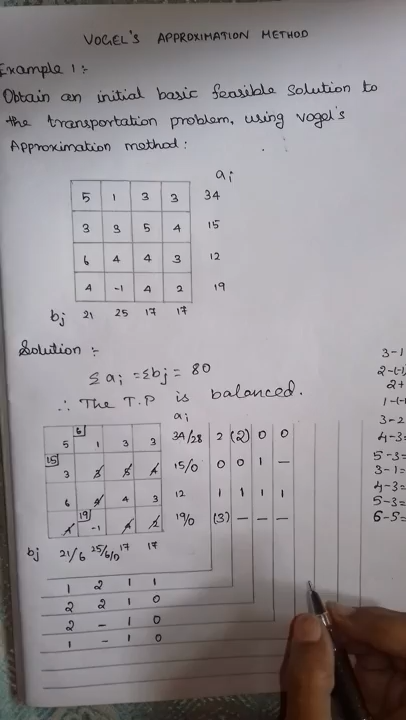 VOGEL'S APPROXIMATION METHOD
Example 1 :-
Obtain an initial basic feasible solution to
the transportation problem, using vogel's
Approximation method :
ai
5 1 3 3 34
3 3 5 4 15
6 4 4 3 12
4 -1 4 2 19
bj 21 25 17 17
Solution :-
Σai = Σbj = 80
∴ The T.P is balanced.
ai
6
5 1 3 3 34/28 2 (2) 0 0
15
3 3 5 4 15/0 0 0 1 —
6 4 4 3 12 1 1 1 1
19
4 -1 4 2 19/0 (3) — — —
bj 21/6 25/6/0 17 17
1 2 1 1
2 2 1 0
2 - 1 0
1 - 1 0
3-1
2-(-1)
2+
1-(-
3-2
4-3=
5-3=
3-1=
4-3=
5-3=
6-5=